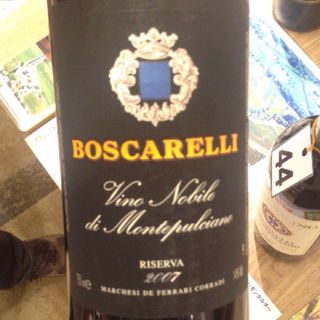 BOSCARELLI
Vino Nobile
di Montepulciano
RISERVA
2007
MARCHESI DE FERRARI CORRADI
44